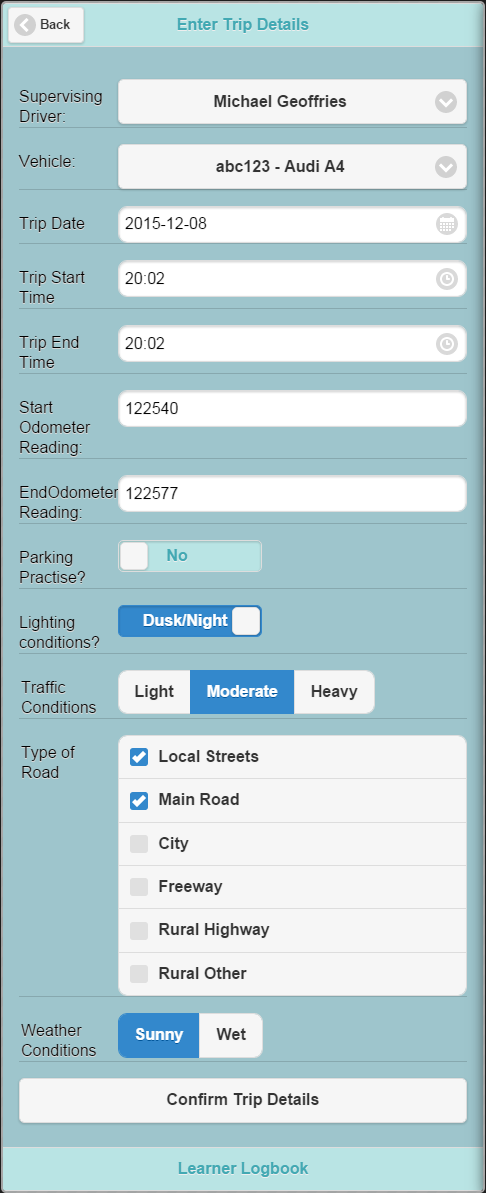 Back
Enter Trip Details
Supervising
Driver:
Michael Geoffries
Vehicle:
abc123 - Audi A4
Trip Date
2015-12-08
Trip Start
Time
20:02
Trip End
Time
20:02
Start
Odometer
Reading:
122540
EndOdometer
Reading:
122577
Parking
Practise?
No
Lighting
conditions?
Dusk/Night
Traffic
Conditions
Light Moderate Heavy
Type of
Road
Local Streets
Main Road
City
Freeway
Rural Highway
Rural Other
Weather
Conditions
Sunny Wet
Confirm Trip Details
Learner Logbook